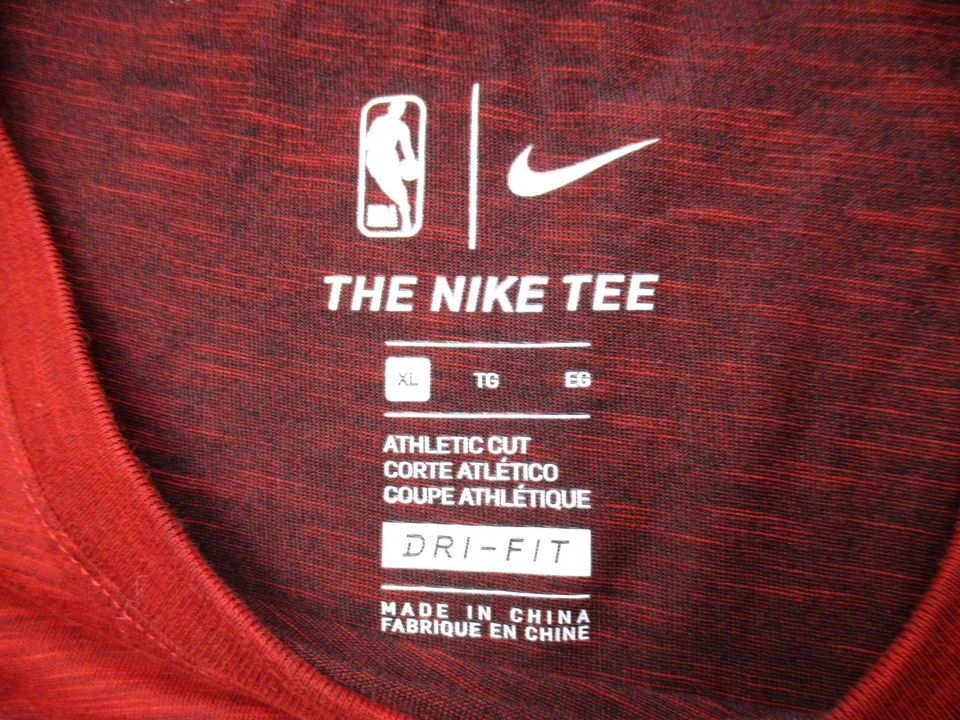 NBA
THE NIKE TEE
XL TG EG
ATHLETIC CUT
CORTE ATLÉTICO
COUPE ATHLÉTIQUE
DRI-FIT
MADE IN CHINA
FABRIQUE EN CHINE